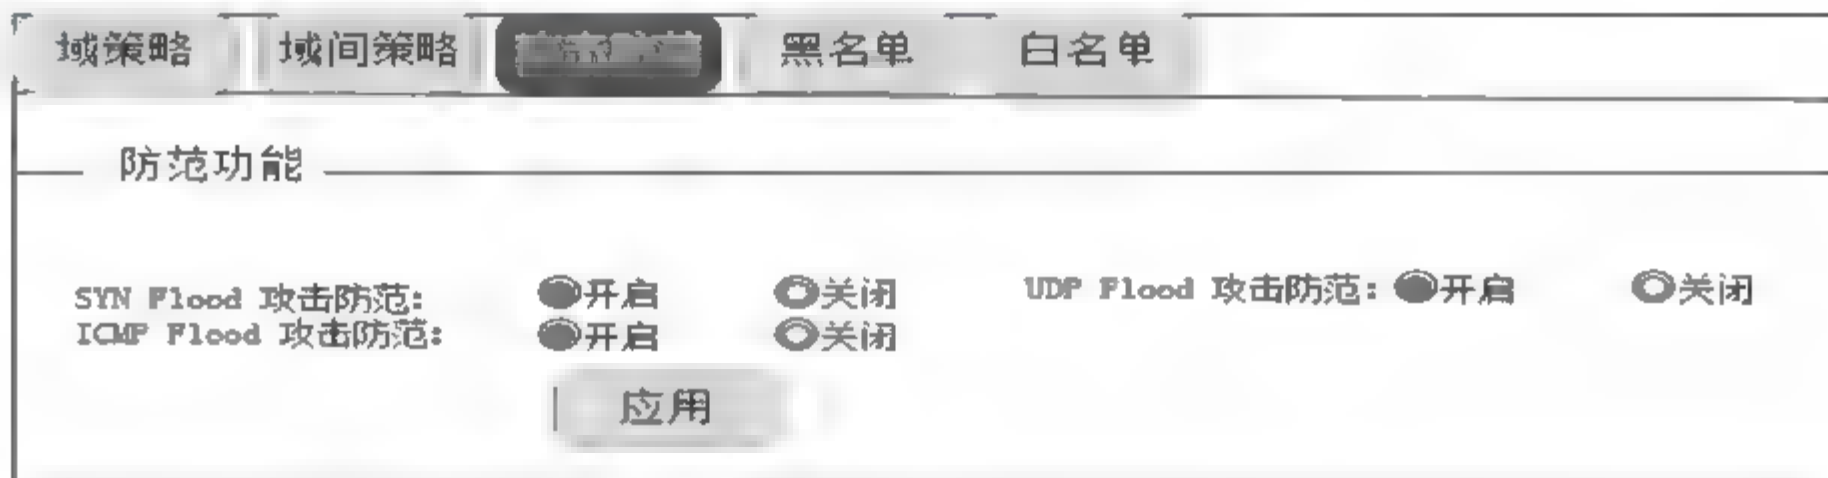 域策略 域间策略 黑名单 白名单
防范功能
SYN Flood 攻击防范: 开启 关闭 UDP Flood 攻击防范: 开启 关闭
ICMP Flood 攻击防范: 开启 关闭
应用